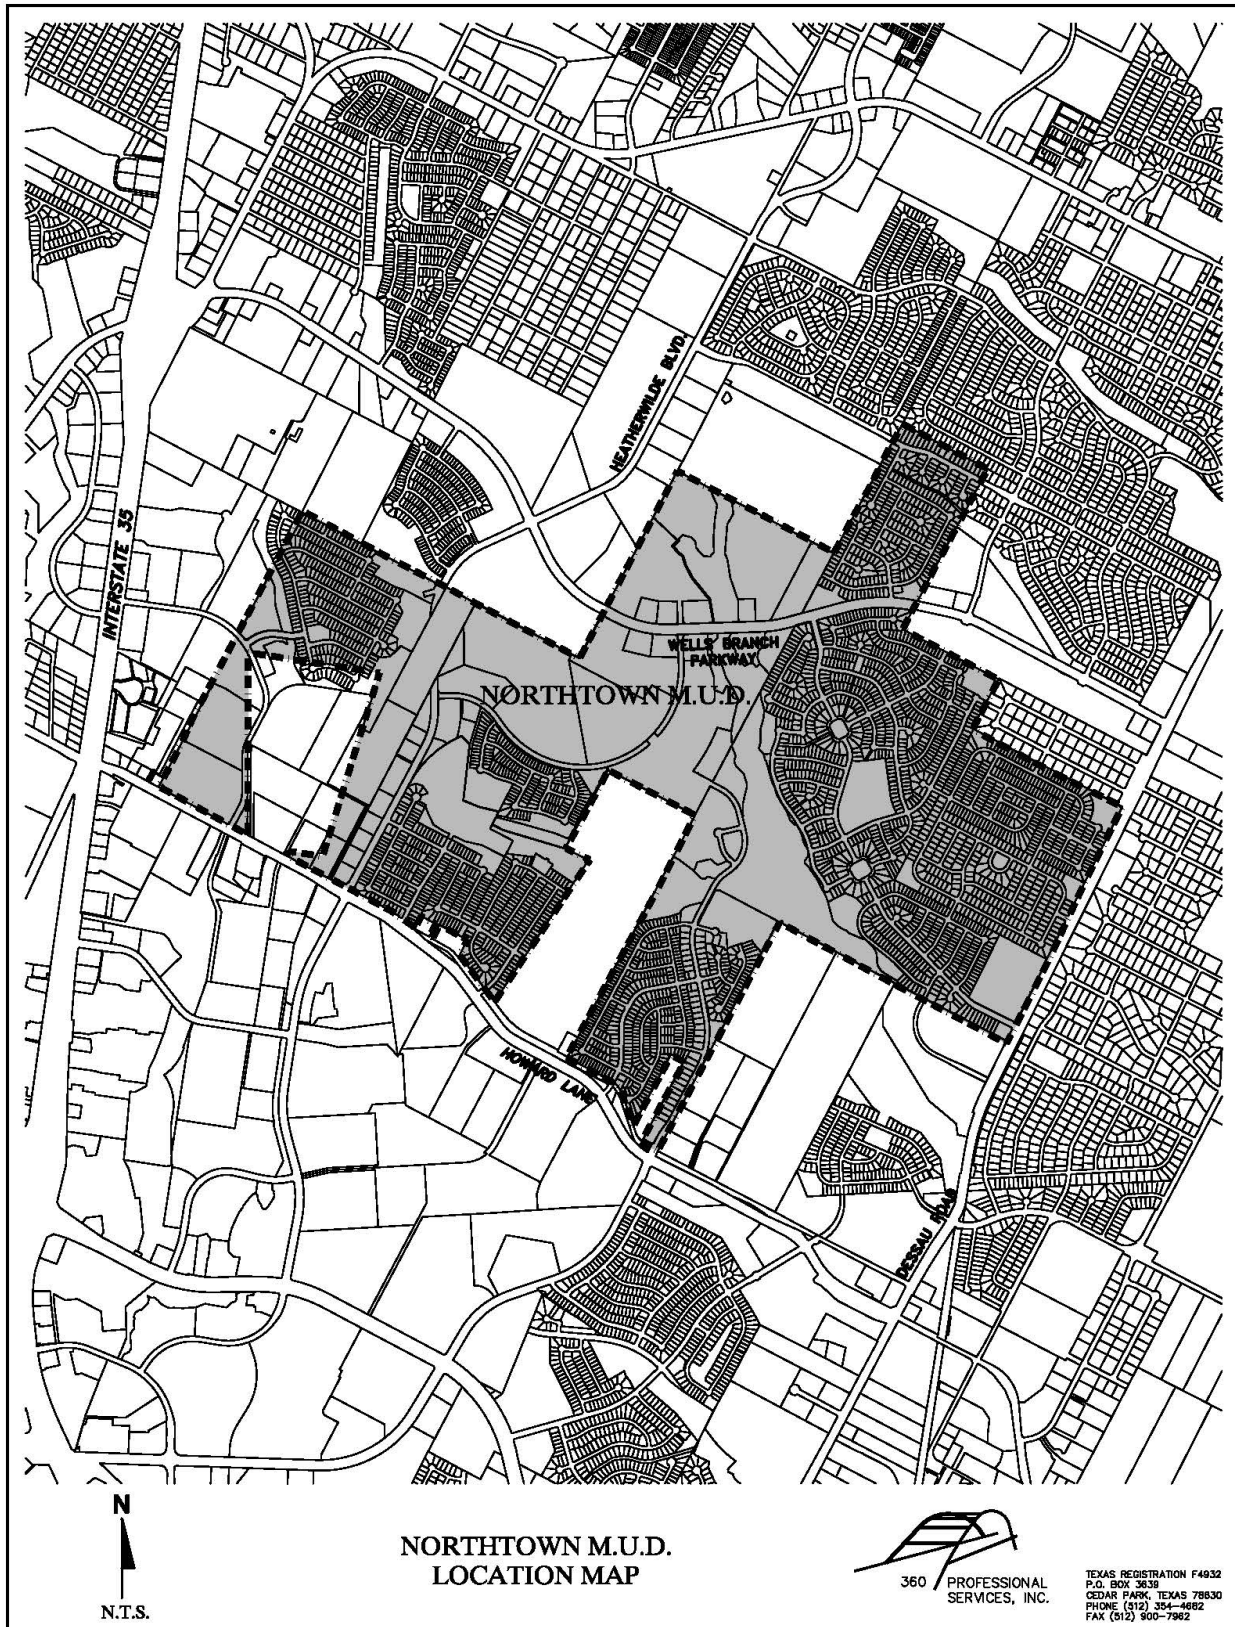 HEATHERWILDE BLVD.
INTERSTATE 35
WELLS BRANCH
PARKWAY
NORTHTOWN M.U.D.
HOWARD LANE
DESSAU ROAD
N
N.T.S.
NORTHTOWN M.U.D.
LOCATION MAP
360 PROFESSIONAL
SERVICES, INC.
TEXAS REGISTRATION F4932
P.O. BOX 3639
CEDAR PARK, TEXAS 78630
PHONE (512) 354-4682
FAX (512) 900-7962